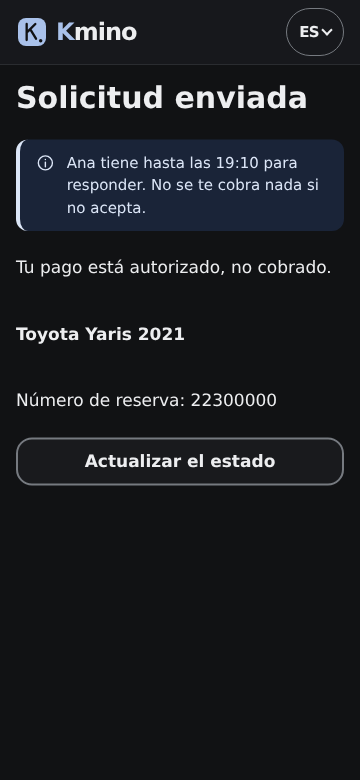 K. Kmino
ES
Solicitud enviada
Ana tiene hasta las 19:10 para
responder. No se te cobra nada si
no acepta.
Tu pago está autorizado, no cobrado.
Toyota Yaris 2021
Número de reserva: 22300000
Actualizar el estado